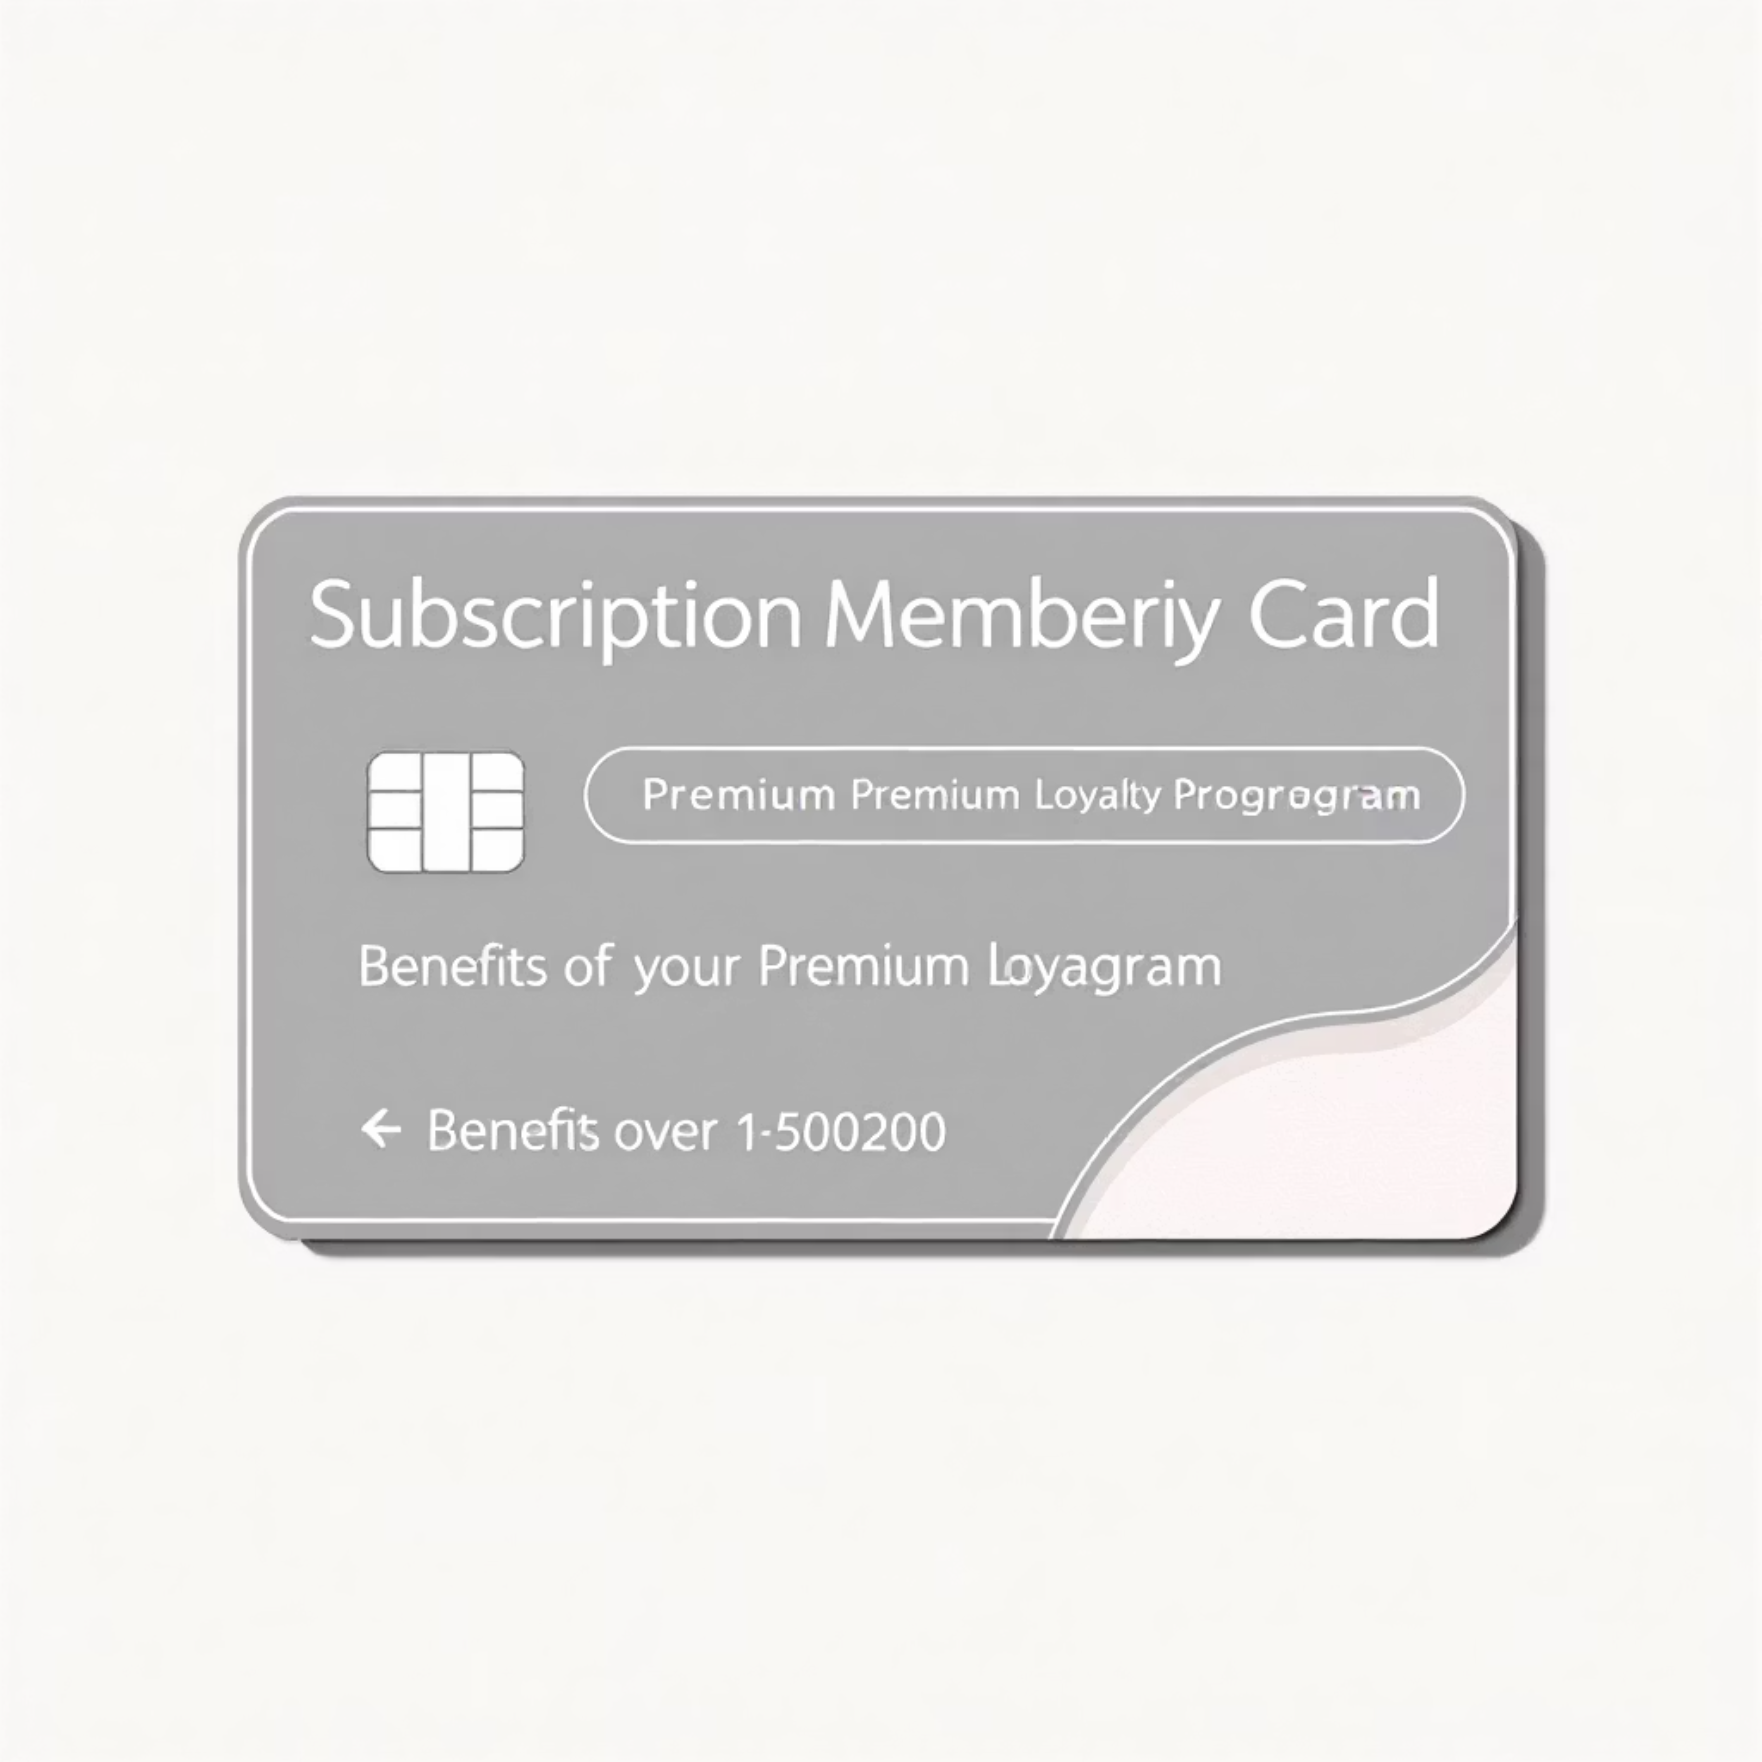 Subscription Memberiy Card
Premium Premium Loyalty Progrogram
Benefits of your Premium Loyagram
← Benefits over 1-500200